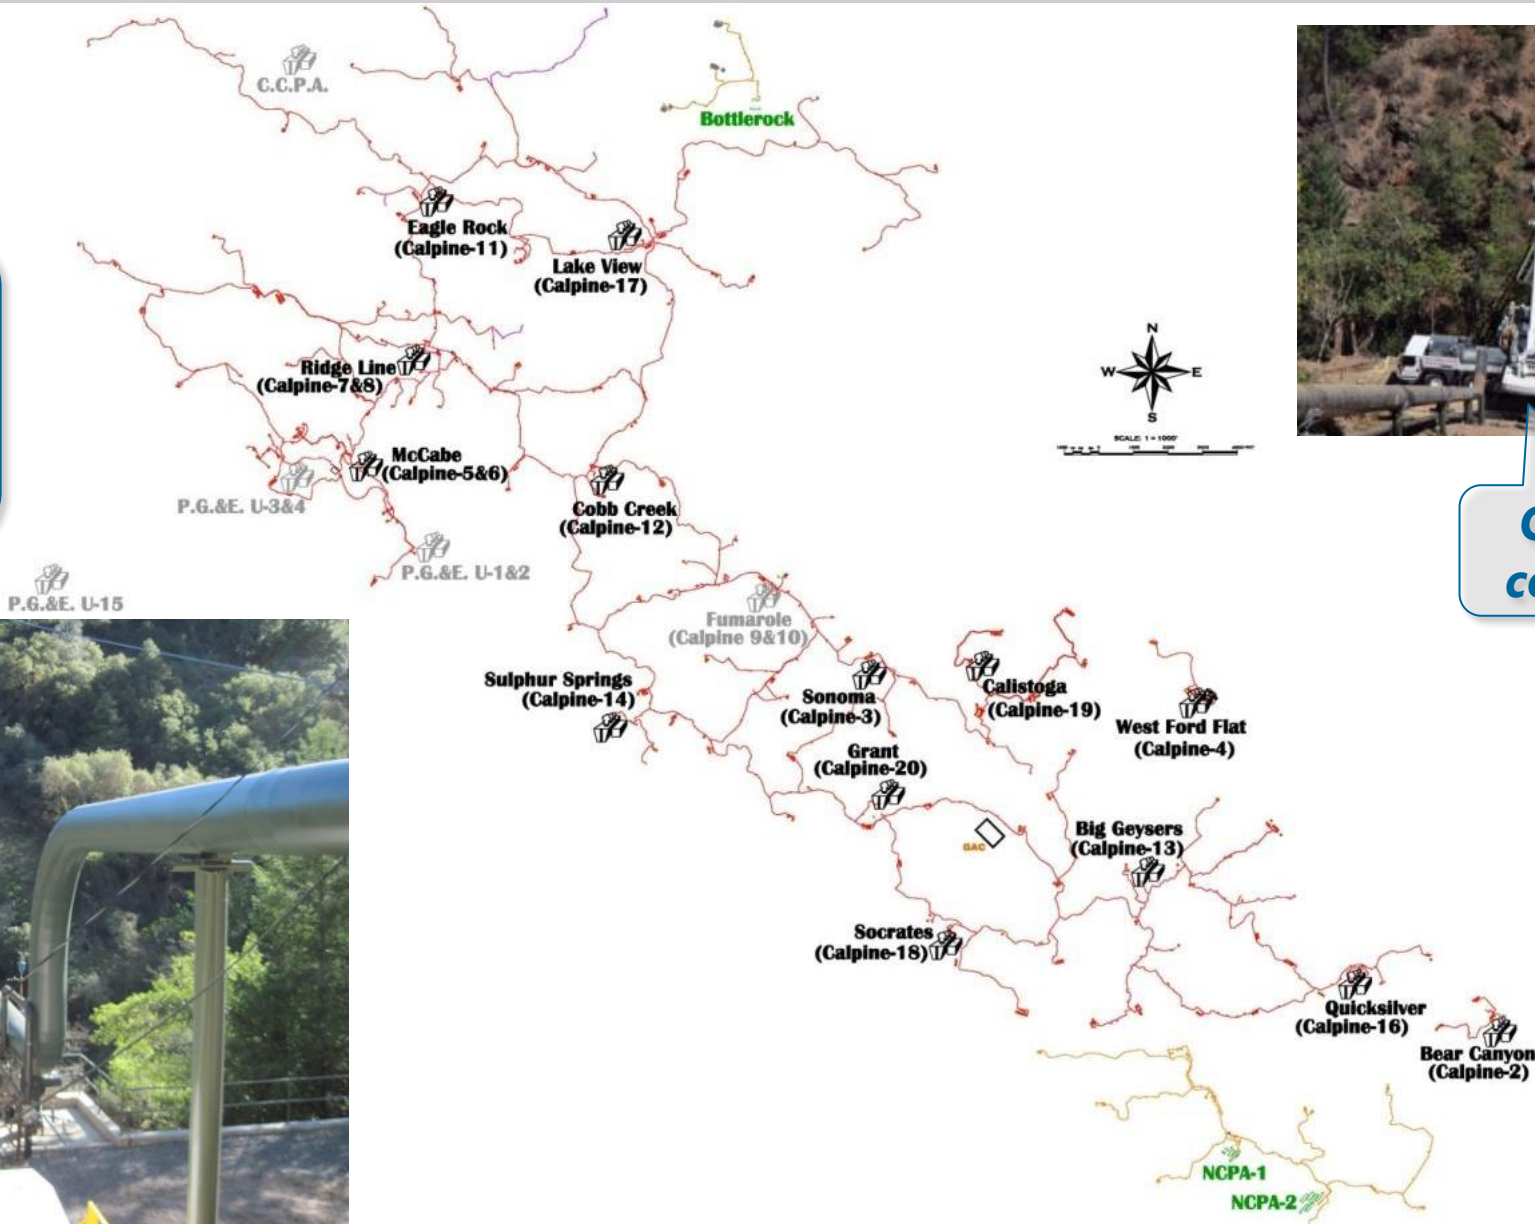 C.C.P.A.
Bottlerock
Eagle Rock
(Calpine-11)
Lake View
(Calpine-17)
N
W E
S
SCALE: 1 = 1000'
Ridge Line
(Calpine-7&8)
McCabe
(Calpine-5&6)
P.G.&E. U-3&4
Cobb Creek
(Calpine-12)
P.G.&E. U-1&2
P.G.&E. U-15
Fumarole
(Calpine 9&10)
Sulphur Springs
(Calpine-14)
Sonoma
(Calpine-3)
Calistoga
(Calpine-19)
West Ford Flat
(Calpine-4)
Grant
(Calpine-20)
GAC
Big Geysers
(Calpine-13)
Socrates
(Calpine-18)
Quicksilver
(Calpine-16)
Bear Canyon
(Calpine-2)
NCPA-1
NCPA-2